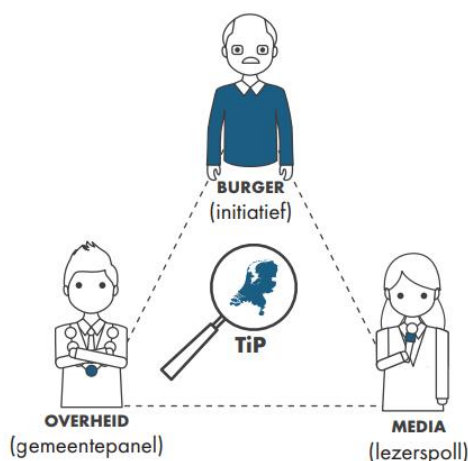 BURGER
(initiatief)
TiP
OVERHEID
(gemeentepanel)
MEDIA
(lezerspoll)